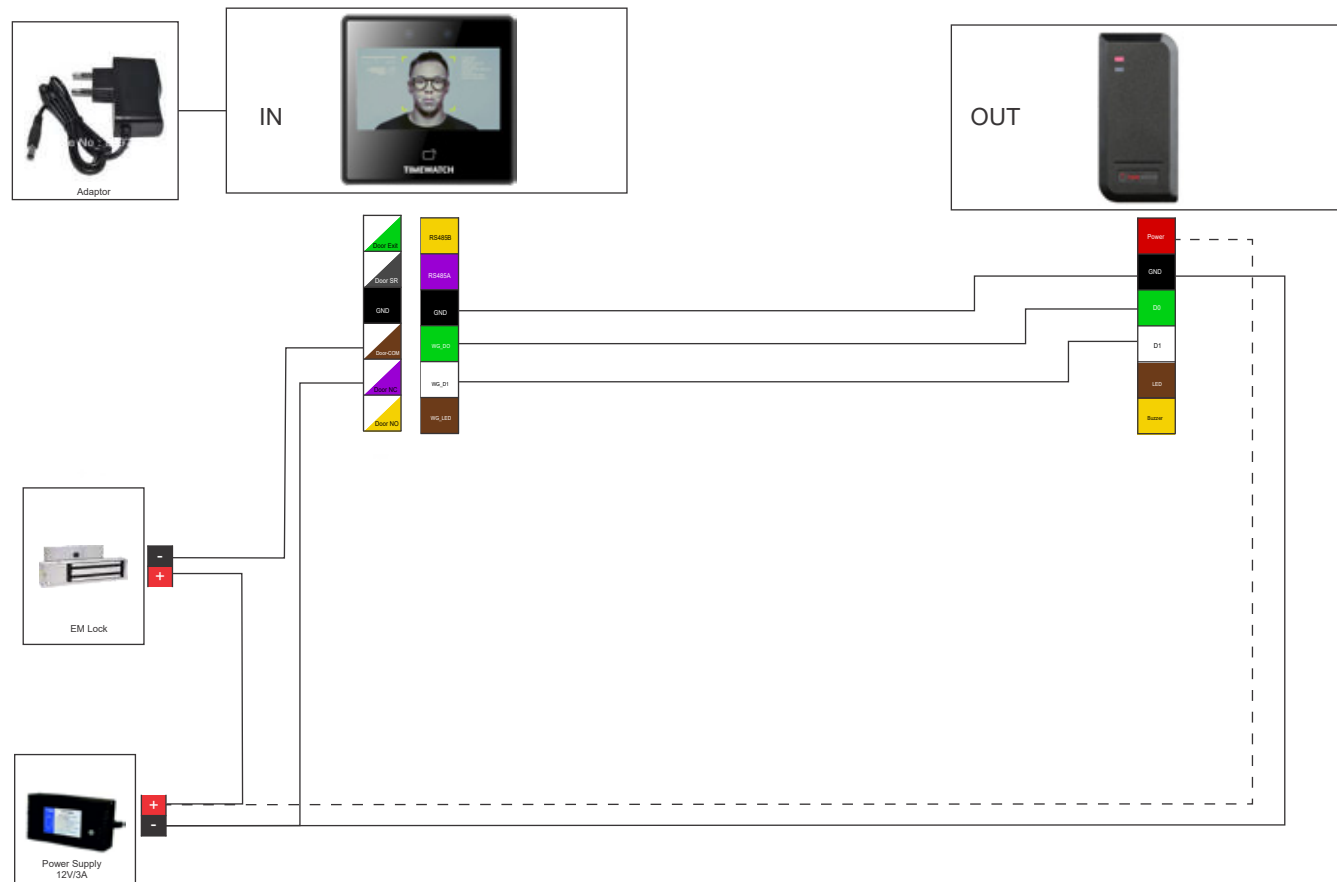 Adaptor
IN
TIMEWATCH
OUT
Door Exit
Door SR
GND
Door-COM
Door NC
Door NO
RS485B
RS485A
GND
WG_D0
WG_D1
WG_LED
Power
GND
D0
D1
LED
Buzzer
-
+
EM Lock
+
-
Power Supply
12V/3A